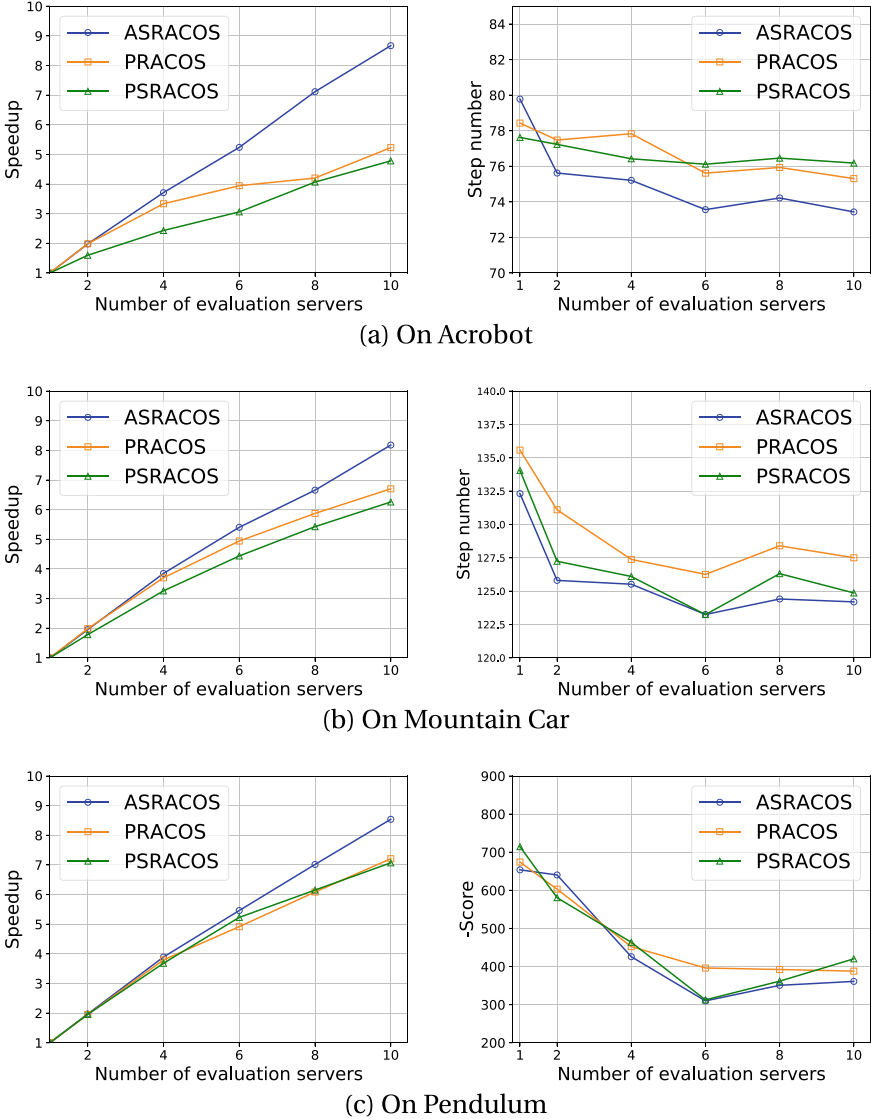 10
9
8
7
6
5
4
3
2
1
Speedup
ASRACOS
PRACOS
PSRACOS
2 4 6 8 10
Number of evaluation servers
84
82
80
78
76
74
72
70
Step number
ASRACOS
PRACOS
PSRACOS
1 2 4 6 8 10
Number of evaluation servers
(a) On Acrobot
10
9
8
7
6
5
4
3
2
1
Speedup
ASRACOS
PRACOS
PSRACOS
2 4 6 8 10
Number of evaluation servers
140.0
137.5
135.0
132.5
130.0
127.5
125.0
122.5
120.0
Step number
ASRACOS
PRACOS
PSRACOS
1 2 4 6 8 10
Number of evaluation servers
(b) On Mountain Car
10
9
8
7
6
5
4
3
2
1
Speedup
ASRACOS
PRACOS
PSRACOS
2 4 6 8 10
Number of evaluation servers
900
800
700
600
500
400
300
200
-Score
ASRACOS
PRACOS
PSRACOS
1 2 4 6 8 10
Number of evaluation servers
(c) On Pendulum